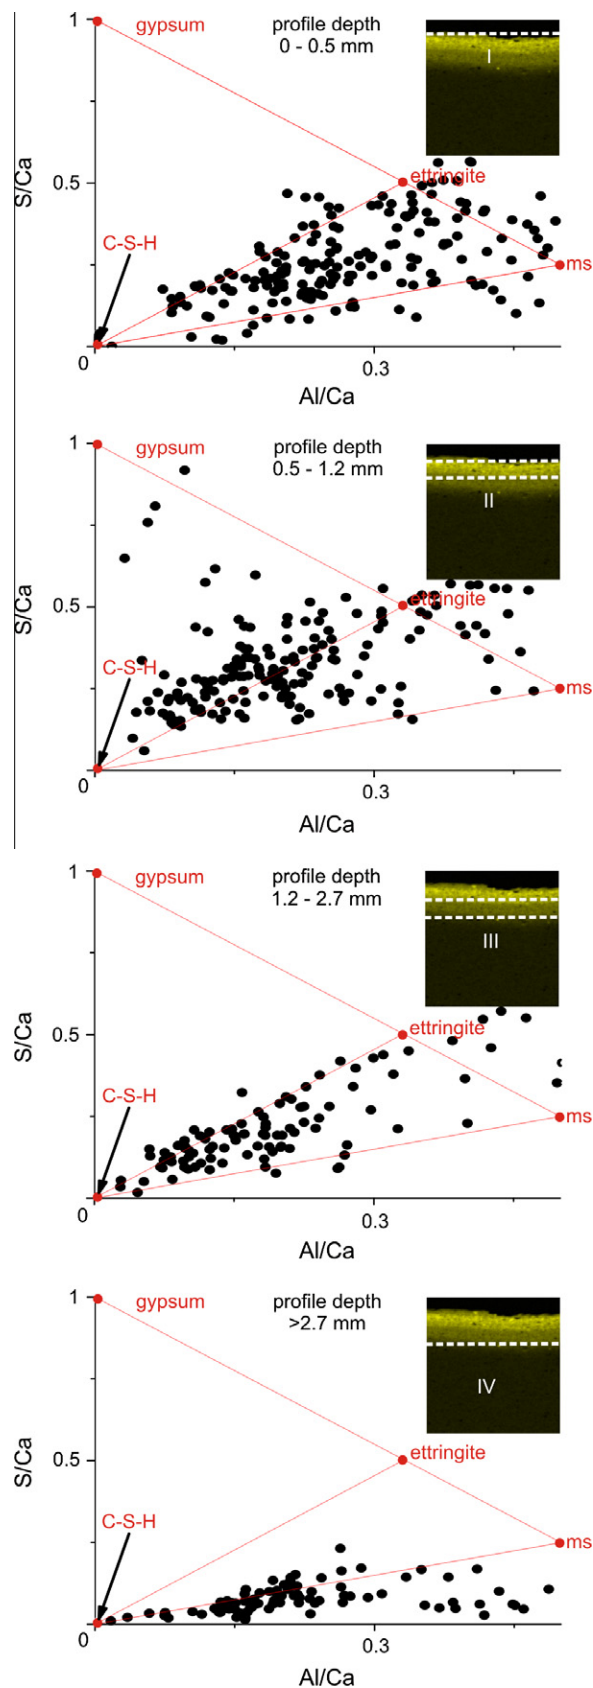 1
gypsum
profile depth
0 - 0.5 mm
I
S/Ca
0.5
ettringite
C-S-H
ms
0
0.3
Al/Ca
1
gypsum
profile depth
0.5 - 1.2 mm
II
S/Ca
0.5
ettringite
C-S-H
ms
0
0.3
Al/Ca
1
gypsum
profile depth
1.2 - 2.7 mm
III
S/Ca
0.5
ettringite
C-S-H
ms
0
0.3
Al/Ca
1
gypsum
profile depth
>2.7 mm
IV
S/Ca
0.5
ettringite
C-S-H
ms
0
0.3
Al/Ca